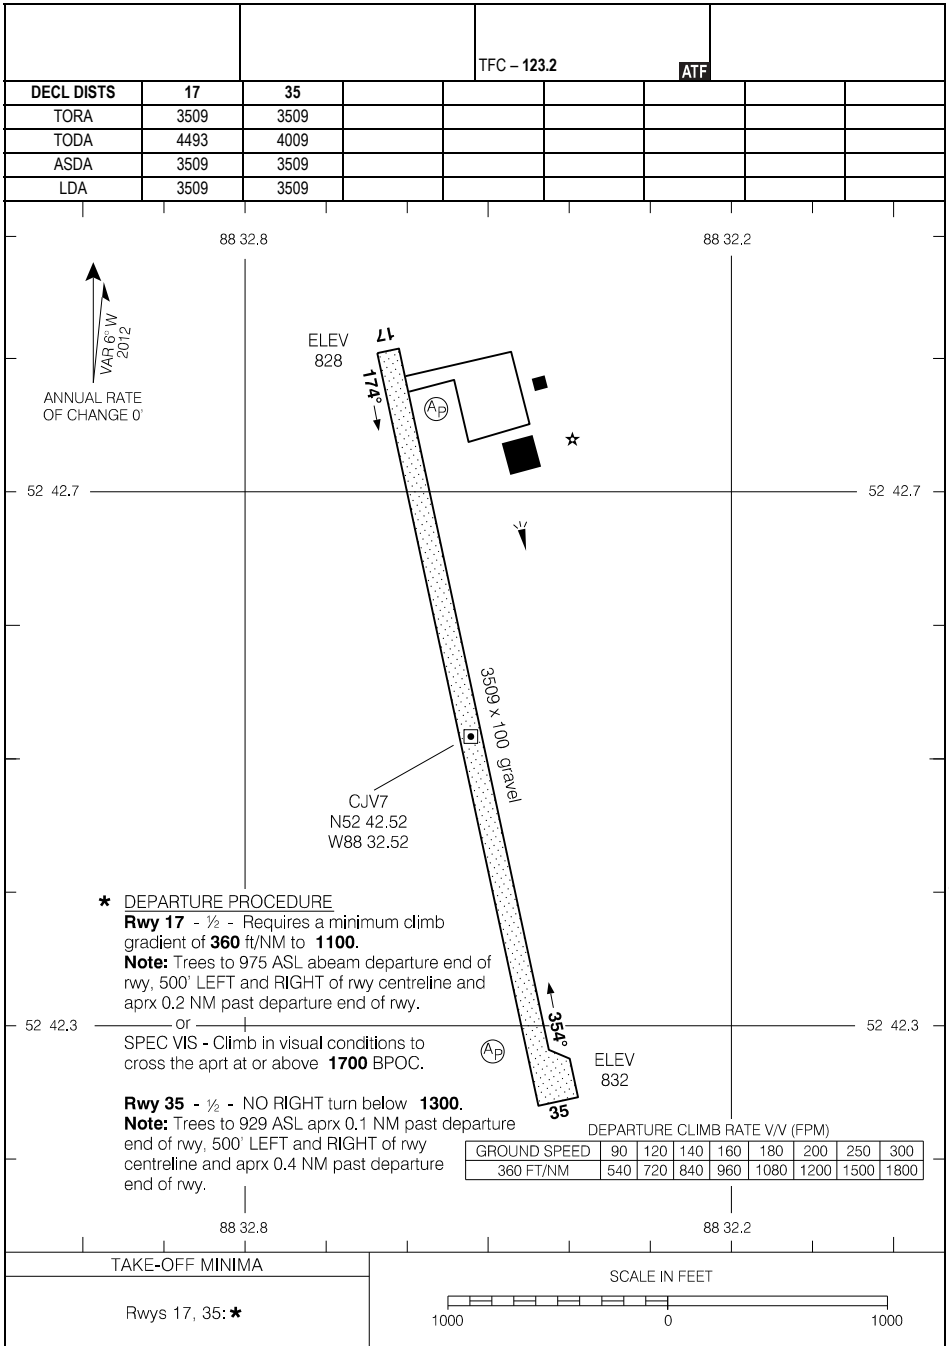 TFC – 123.2 ATF
DECL DISTS 17 35
TORA 3509 3509
TODA 4493 4009
ASDA 3509 3509
LDA 3509 3509
88 32.8 88 32.2
VAR 6° W
2012
ANNUAL RATE
OF CHANGE 0'
ELEV
828
17
174°
AP
52 42.7 52 42.7
3509 x 100 gravel
CJV7
N52 42.52
W88 32.52
* DEPARTURE PROCEDURE
Rwy 17 - ½ - Requires a minimum climb
gradient of 360 ft/NM to 1100.
Note: Trees to 975 ASL abeam departure end of
rwy, 500' LEFT and RIGHT of rwy centreline and
aprx 0.2 NM past departure end of rwy.
52 42.3 or 52 42.3
SPEC VIS - Climb in visual conditions to
cross the aprt at or above 1700 BPOC.
Rwy 35 - ½ - NO RIGHT turn below 1300.
Note: Trees to 929 ASL aprx 0.1 NM past departure
end of rwy, 500' LEFT and RIGHT of rwy
centreline and aprx 0.4 NM past departure
end of rwy.
354°
AP
ELEV
832
35
DEPARTURE CLIMB RATE V/V (FPM)
GROUND SPEED 90 120 140 160 180 200 250 300
360 FT/NM 540 720 840 960 1080 1200 1500 1800
88 32.8 88 32.2
TAKE-OFF MINIMA
Rwys 17, 35: *
SCALE IN FEET
1000 0 1000